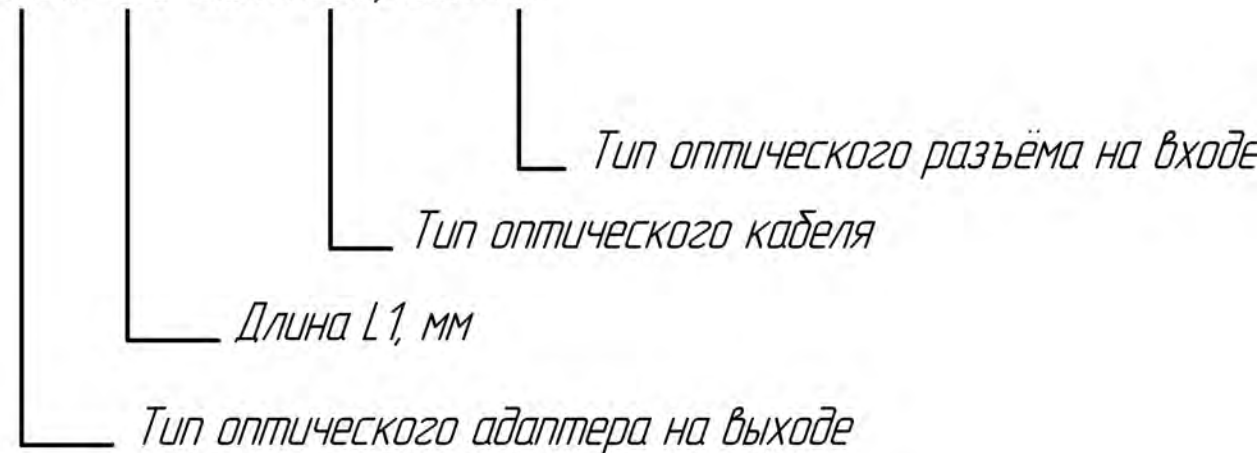 Тип оптического разъёма на входе
Тип оптического кабеля
Длина L1, мм
Тип оптического адаптера на выходе